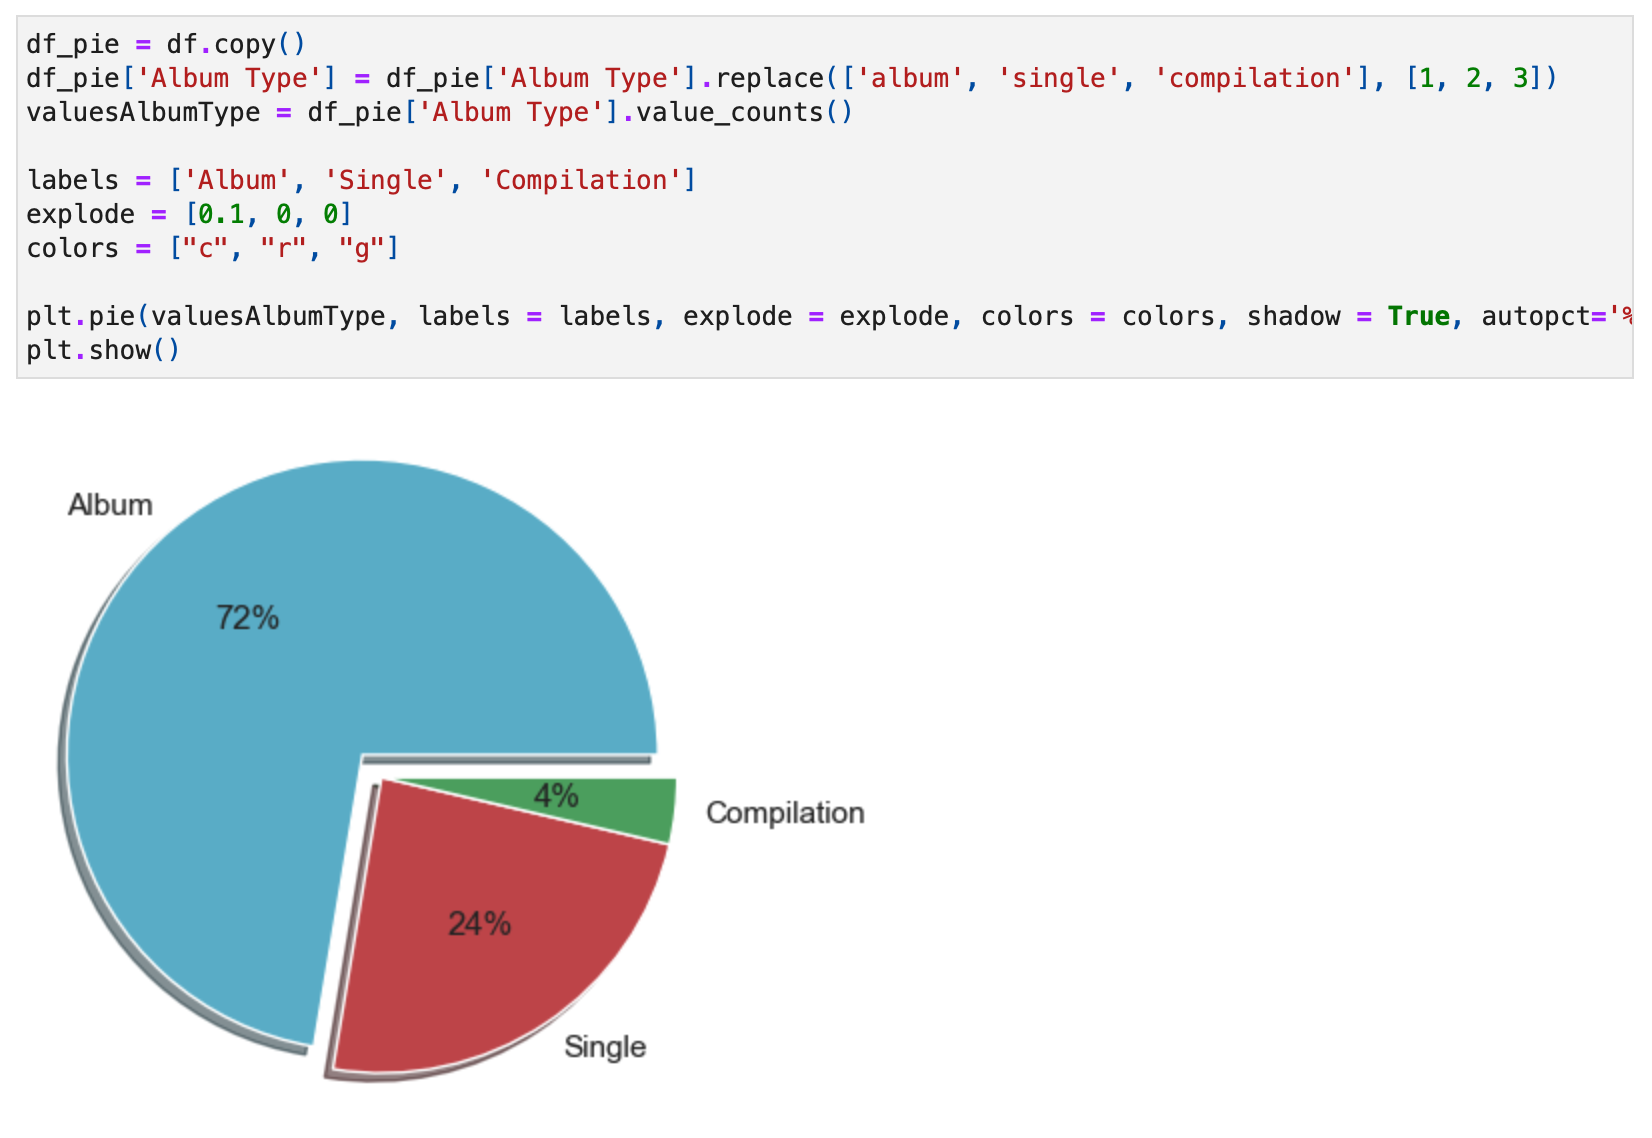 df_pie = df.copy()
df_pie['Album Type'] = df_pie['Album Type'].replace(['album', 'single', 'compilation'], [1, 2, 3])
valuesAlbumType = df_pie['Album Type'].value_counts()
labels = ['Album', 'Single', 'Compilation']
explode = [0.1, 0, 0]
colors = ["c", "r", "g"]
plt.pie(valuesAlbumType, labels = labels, explode = explode, colors = colors, shadow = True, autopct='%
plt.show()
Album
72%
4%
Compilation
24%
Single